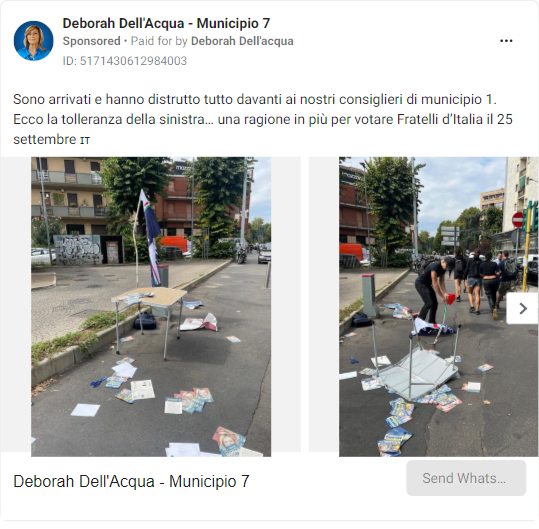 Deborah Dell'Acqua - Municipio 7
Sponsored • Paid for by Deborah Dell'acqua
ID: 5171430612984003
Sono arrivati e hanno distrutto tutto davanti ai nostri consiglieri di municipio 1.
Ecco la tolleranza della sinistra… una ragione in più per votare Fratelli d’Italia il 25
settembre IT
Deborah Dell'Acqua - Municipio 7
Send Whats...